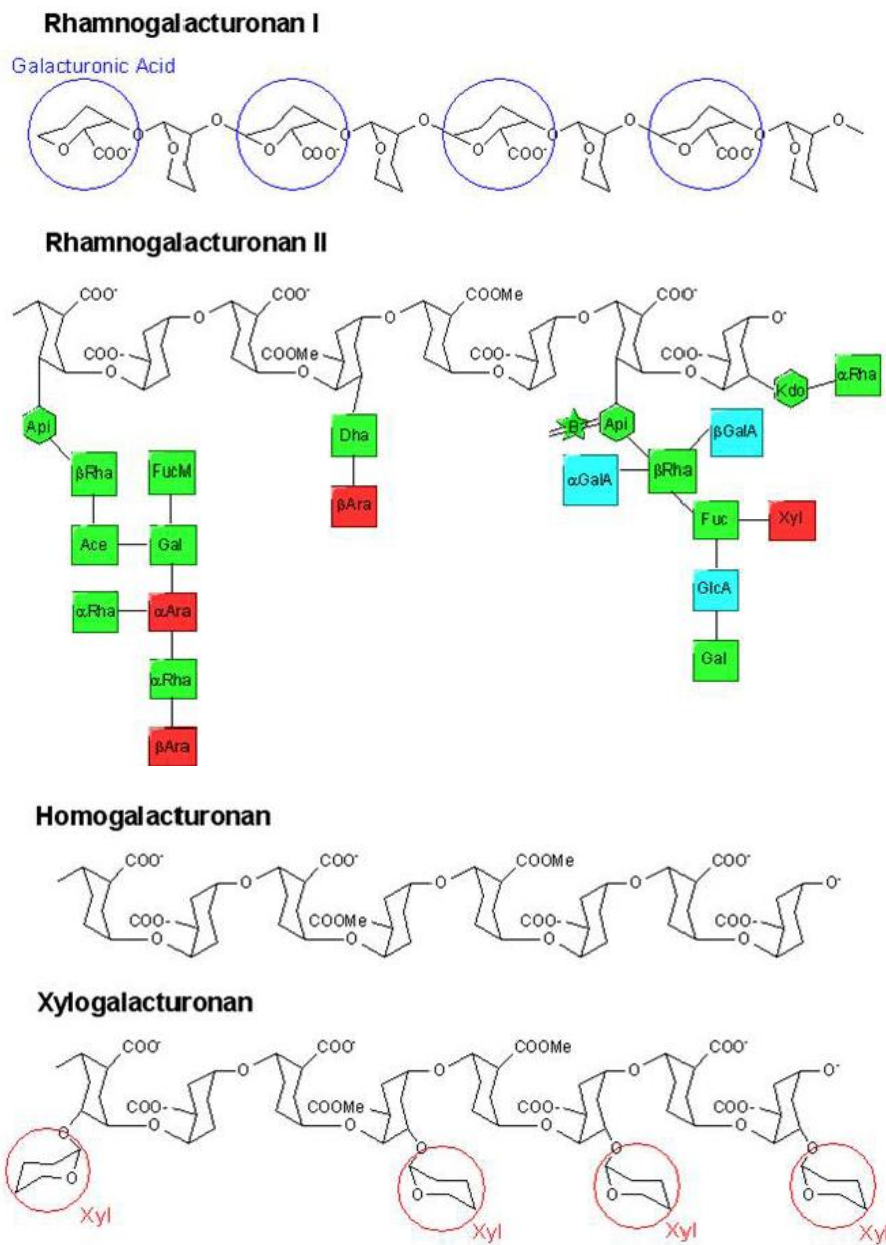 Rhamnogalacturonan I
Galacturonic Acid
O O O O O O O O
O COO⁻ O O COO⁻ O O COO⁻ O O COO⁻ O
Rhamnogalacturonan II
COO⁻ O COO⁻ O COOMe O COO⁻ O⁻
COO- COOMe COO- COO-
O O O O
Kdo αRha
Api Dha B Api βGalA
βRha FucM αGalA βRha
βAra
Ace Gal Fuc Xyl
αRha αAra GlcA
αRha Gal
βAra
Homogalacturonan
COO⁻ O COO⁻ O COOMe O COO⁻ O⁻
COO- COOMe COO- COO-
O O O O
Xylogalacturonan
COO⁻ O COO⁻ O COOMe O COO⁻ O⁻
COO- COOMe COO- COO-
O O O O
O O O O
O O O O
Xyl Xyl Xyl Xyl